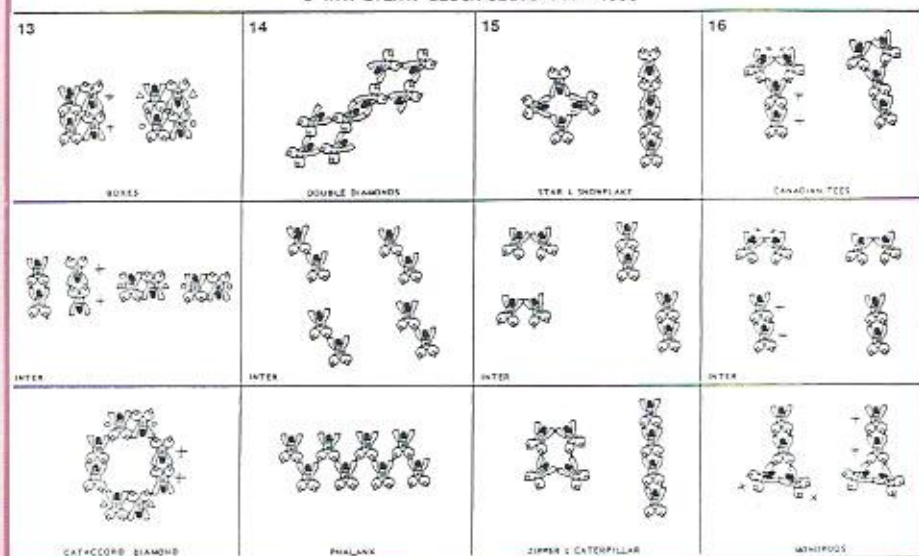 13
14
15
16
BOXES
DOUBLE DIAMONDS
STAR & SNOWFLAKE
CANADIAN TEES
INTER
INTER
INTER
INTER
CATACCORD DIAMOND
PHALANX
ZIPPER & CATERPILLAR
MONOPODS